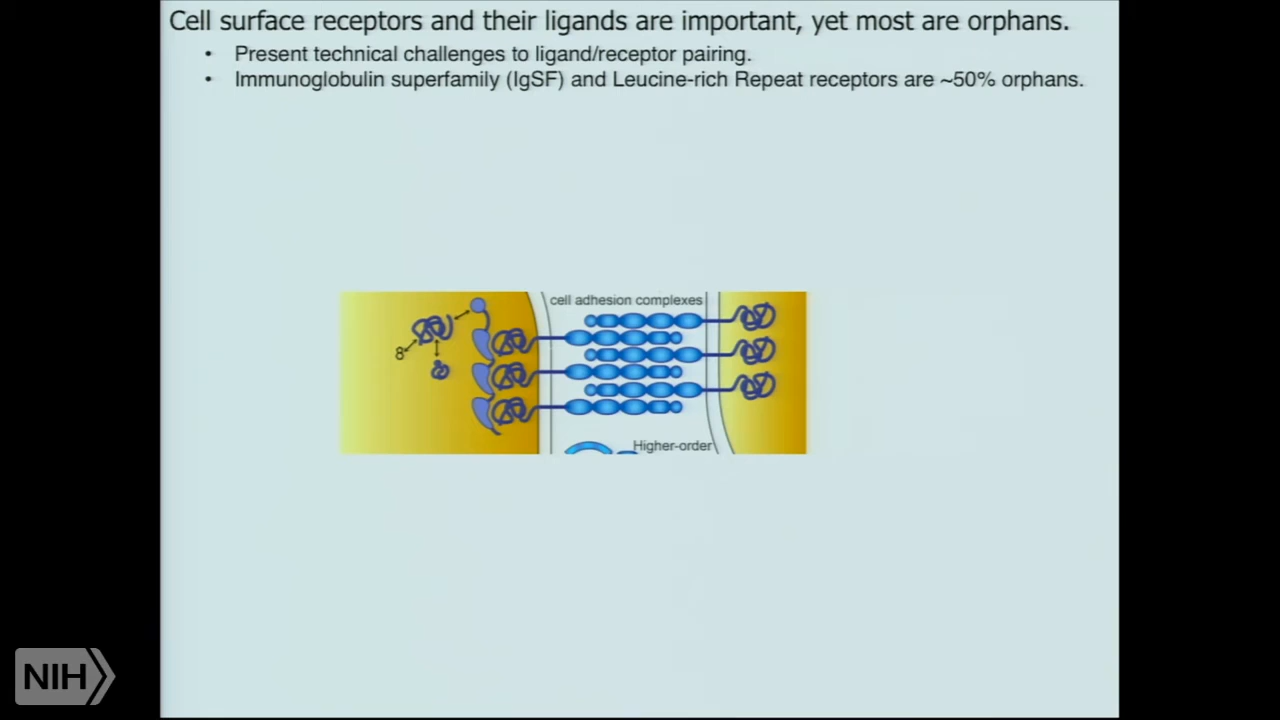 Cell surface receptors and their ligands are important, yet most are orphans.
• Present technical challenges to ligand/receptor pairing.
• Immunoglobulin superfamily (IgSF) and Leucine-rich Repeat receptors are ~50% orphans.
cell adhesion complexes
8
Higher-order
NIH